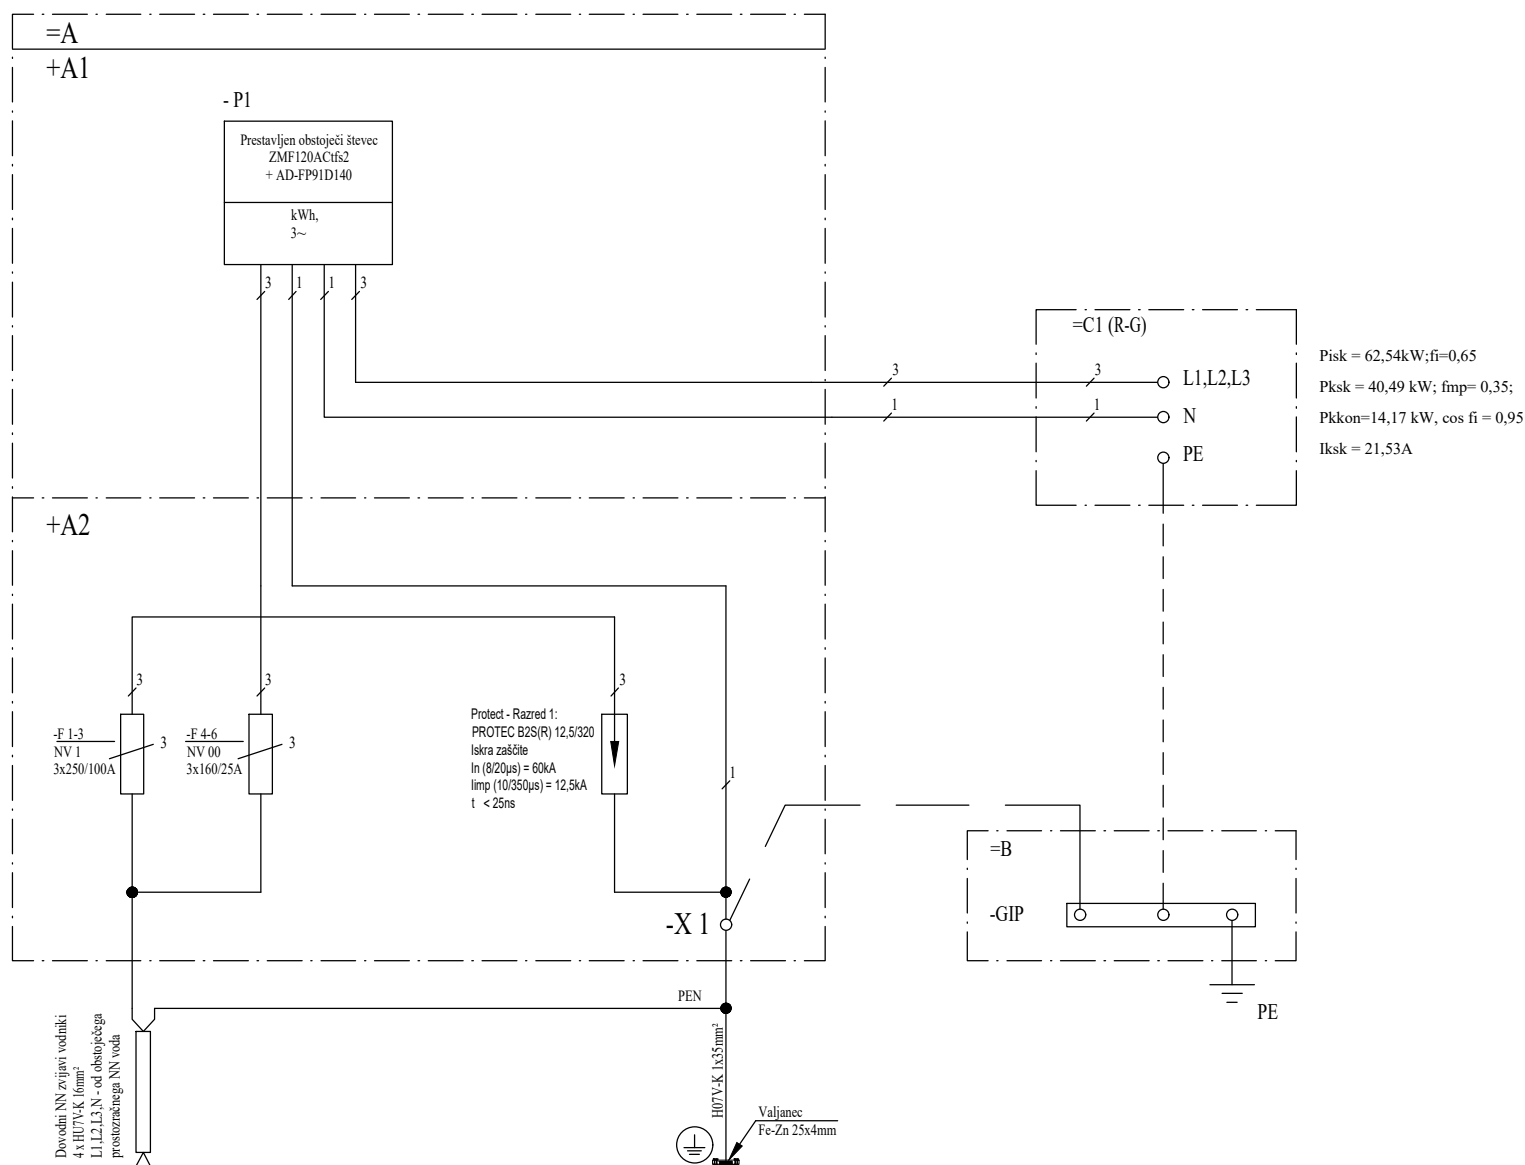 =A
+A1
- P1
Prestavljen obstoječi števec
ZMF120ACtfs2
+ AD-FP91D140
kWh,
3~
3
1
1
3
=C1 (R-G)
3
3
L1,L2,L3
1
1
N
PE
Pisk = 62,54kW;fi=0,65
Pksk = 40,49 kW; fmp= 0,35;
Pkkon=14,17 kW, cos fi = 0,95
Iksk = 21,53A
+A2
3
3
3
-F 1-3
NV 1
3x250/100A
3
-F 4-6
NV 00
3x160/25A
3
Protect - Razred 1:
PROTEC B2S(R) 12,5/320
Iskra zaščite
In (8/20µs) = 60kA
Iimp (10/350µs) = 12,5kA
t < 25ns
1
-X 1
=B
-GIP
PE
PEN
Dovodni NN zvijavi vodniki
4 x HU7V-K 16mm²
L1,L2,L3,N - od obstoječega
prostozračnega NN voda
H07V-K 1x35mm²
Valjanec
Fe-Zn 25x4mm